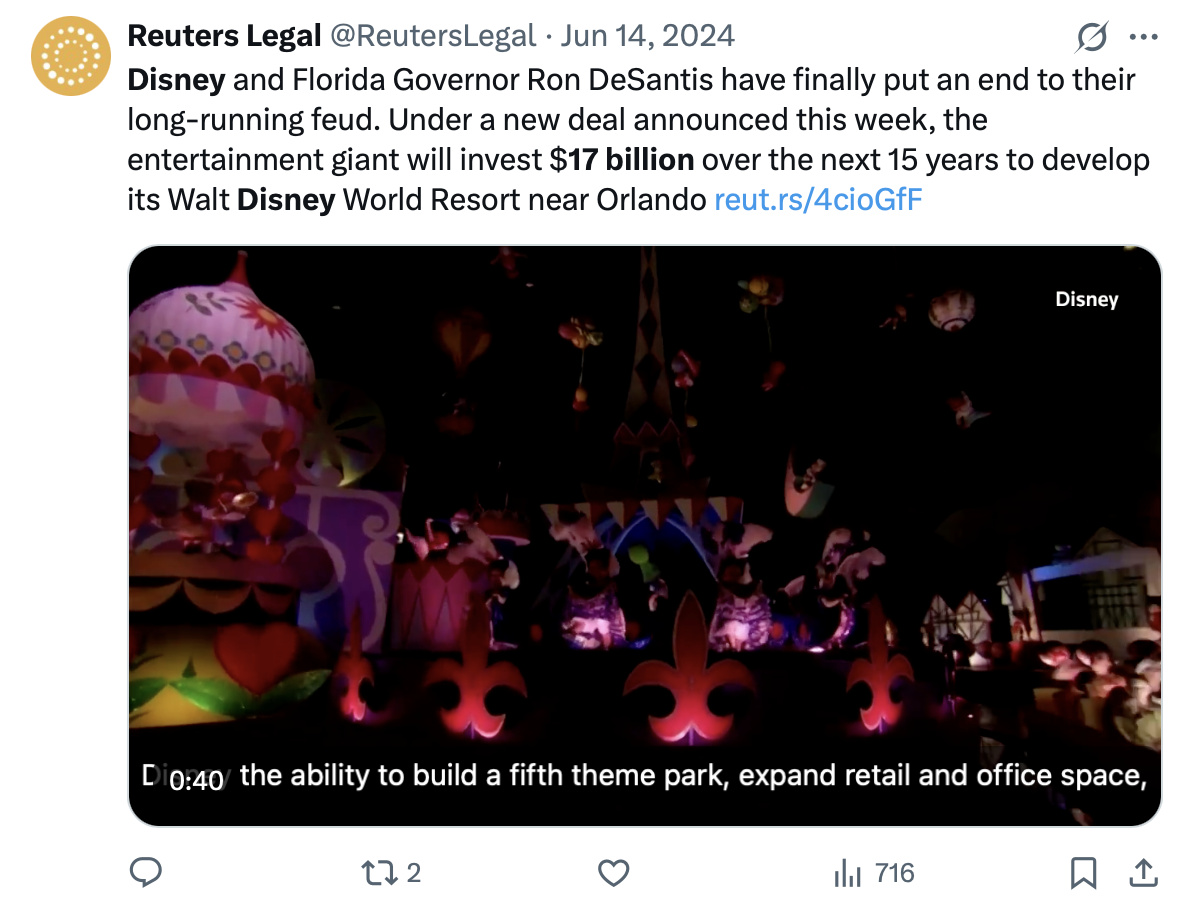 Reuters Legal @ReutersLegal · Jun 14, 2024
Disney and Florida Governor Ron DeSantis have finally put an end to their
long-running feud. Under a new deal announced this week, the
entertainment giant will invest $17 billion over the next 15 years to develop
its Walt Disney World Resort near Orlando reut.rs/4cioGfF
Disney
Disney the ability to build a fifth theme park, expand retail and office space,
0:40
2
716